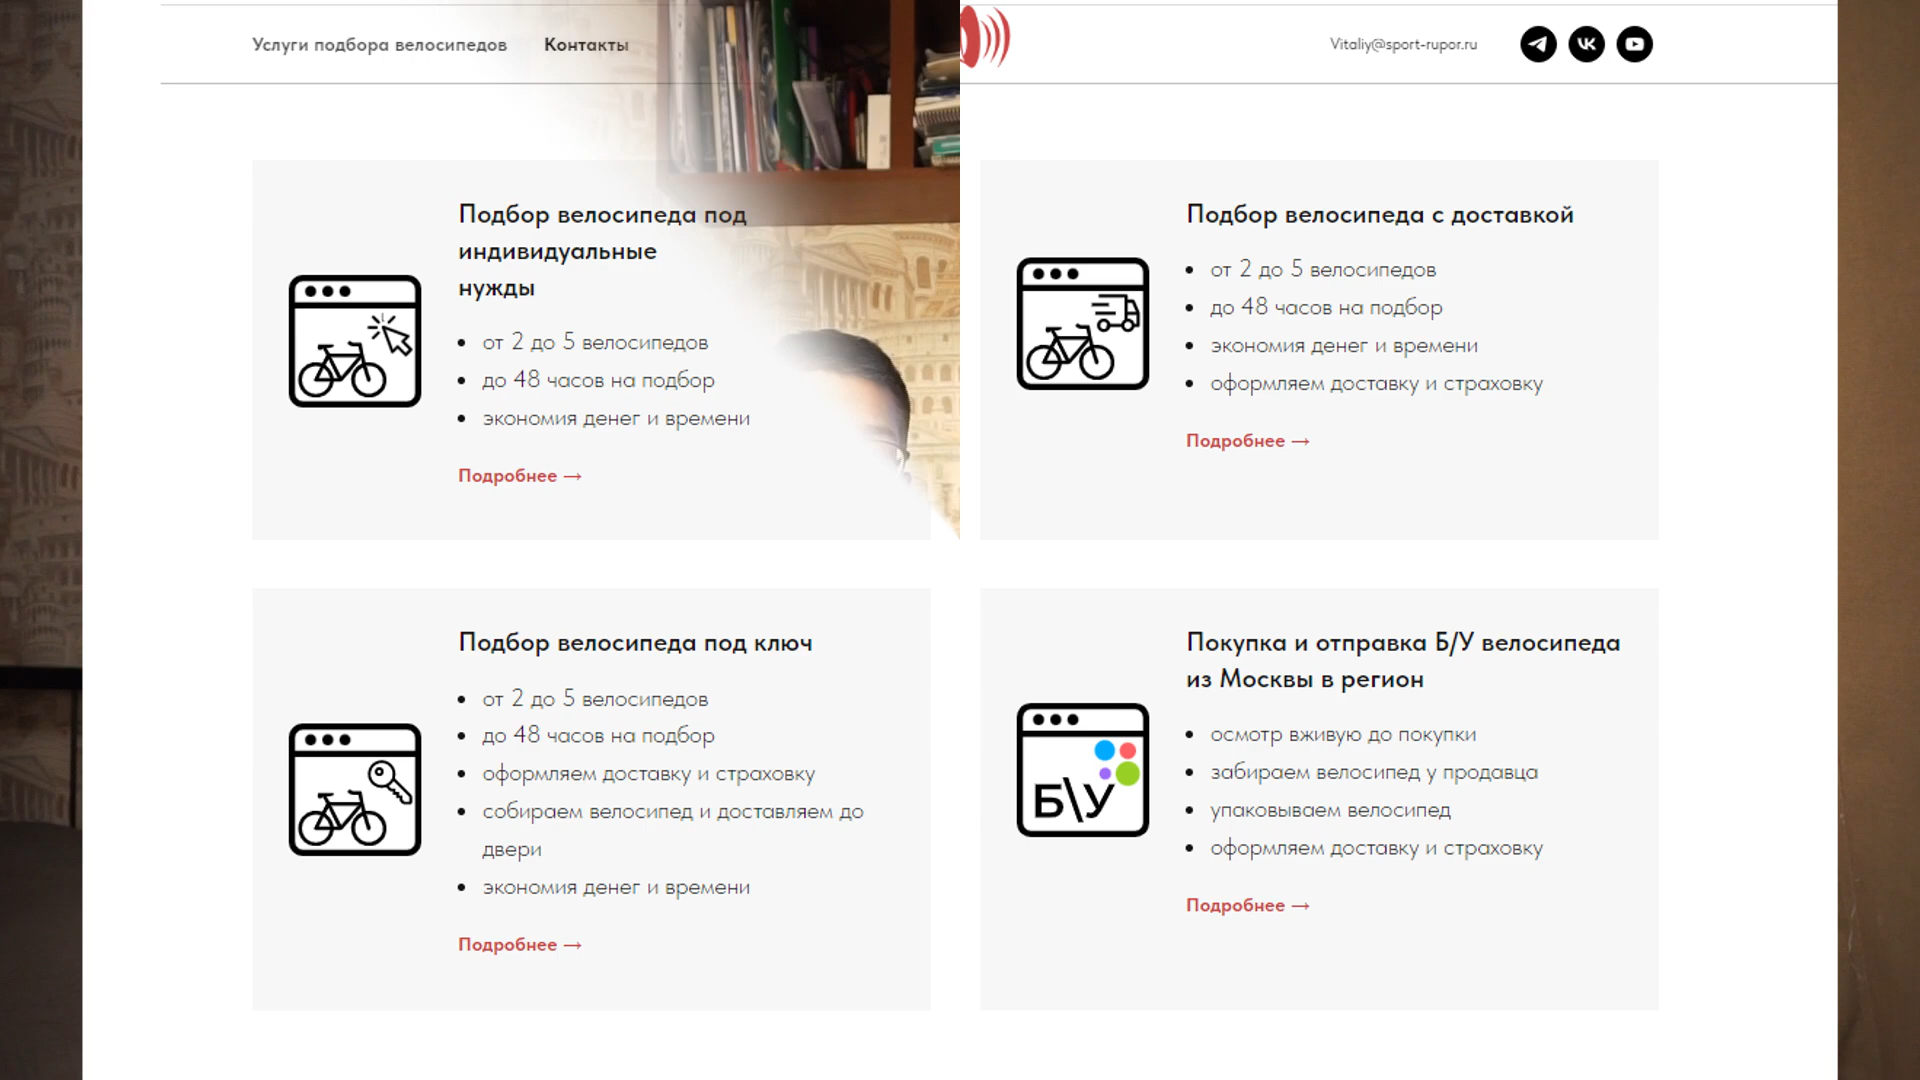 Услуги подбора велосипедов
Контакты
Vitaliy@sport-rupor.ru
Подбор велосипеда под
индивидуальные
нужды
от 2 до 5 велосипедов
до 48 часов на подбор
экономия денег и времени
Подробнее →
Подбор велосипеда с доставкой
от 2 до 5 велосипедов
до 48 часов на подбор
экономия денег и времени
оформляем доставку и страховку
Подробнее →
Подбор велосипеда под ключ
от 2 до 5 велосипедов
до 48 часов на подбор
оформляем доставку и страховку
собираем велосипед и доставляем до
двери
экономия денег и времени
Подробнее →
Б\У
Покупка и отправка Б/У велосипеда
из Москвы в регион
осмотр вживую до покупки
забираем велосипед у продавца
упаковываем велосипед
оформляем доставку и страховку
Подробнее →